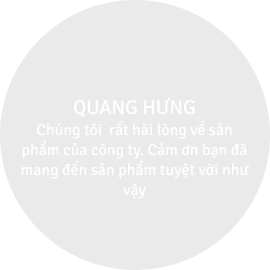 QUANG HƯNG
Chúng tôi rất hài lòng về sản
phẩm của công ty. Cảm ơn bạn đã
mang đến sản phẩm tuyệt vời như
vậy